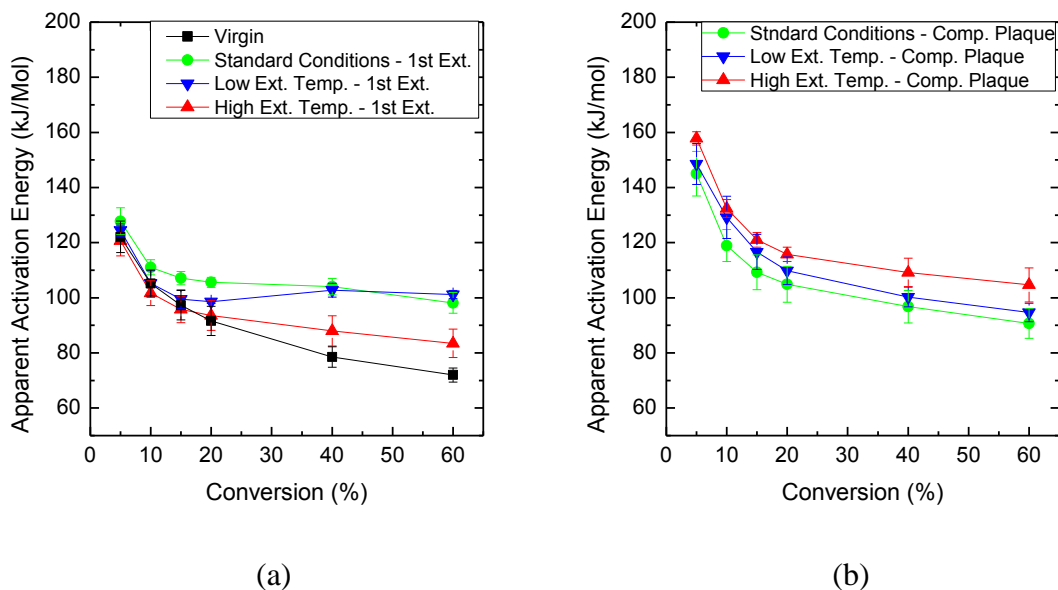 200
180
160
140
120
100
80
60
0
10
20
30
40
50
60
Apparent Activation Energy (kJ/Mol)
Conversion (%)
Virgin
Standard Conditions - 1st Ext.
Low Ext. Temp. - 1st Ext.
High Ext. Temp. - 1st Ext.
(a)
200
180
160
140
120
100
80
60
0
10
20
30
40
50
60
Apparent Activation Energy (kJ/mol)
Conversion (%)
Stndard Conditions - Comp. Plaque
Low Ext. Temp. - Comp. Plaque
High Ext. Temp. - Comp. Plaque
(b)